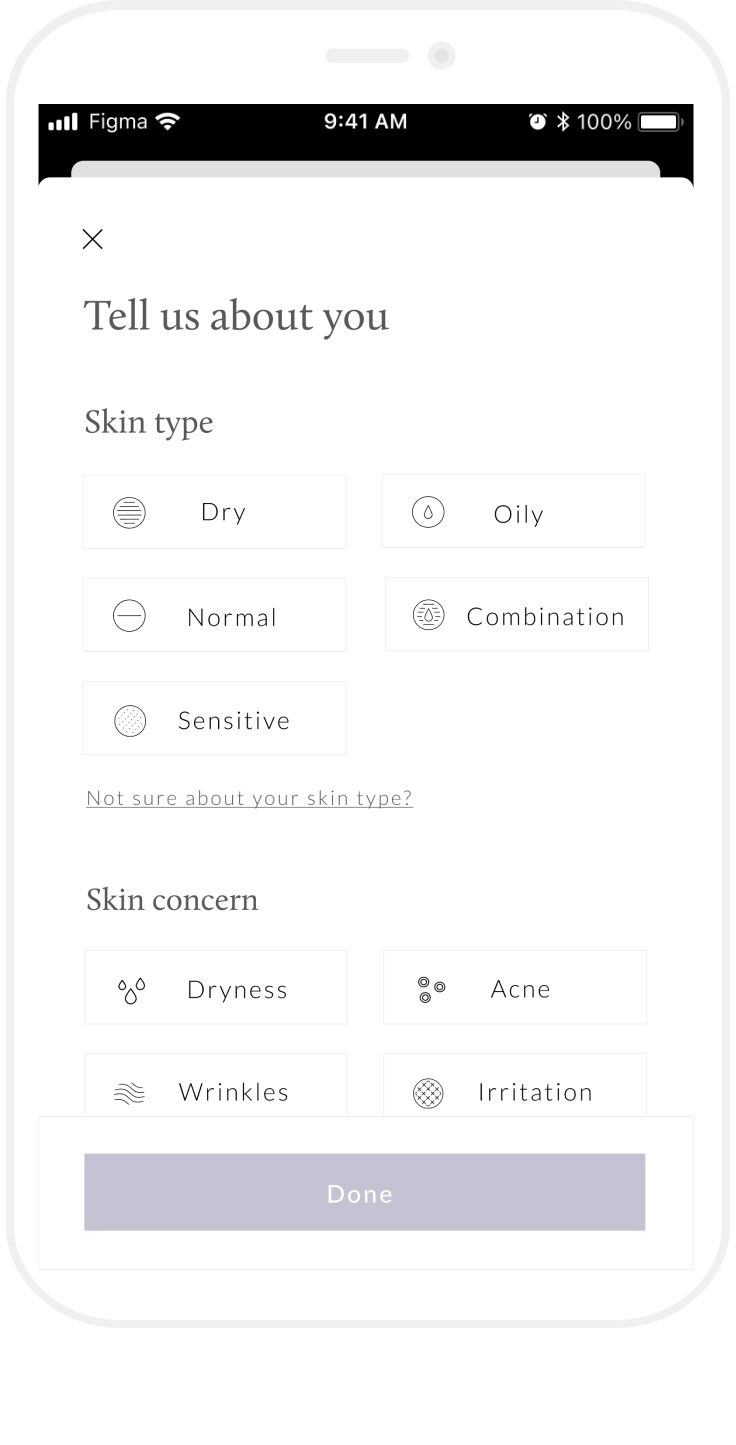 Figma 9:41 AM 100%
Tell us about you
Skin type
Dry Oily
Normal Combination
Sensitive
Not sure about your skin type?
Skin concern
Dryness Acne
Wrinkles Irritation
Done